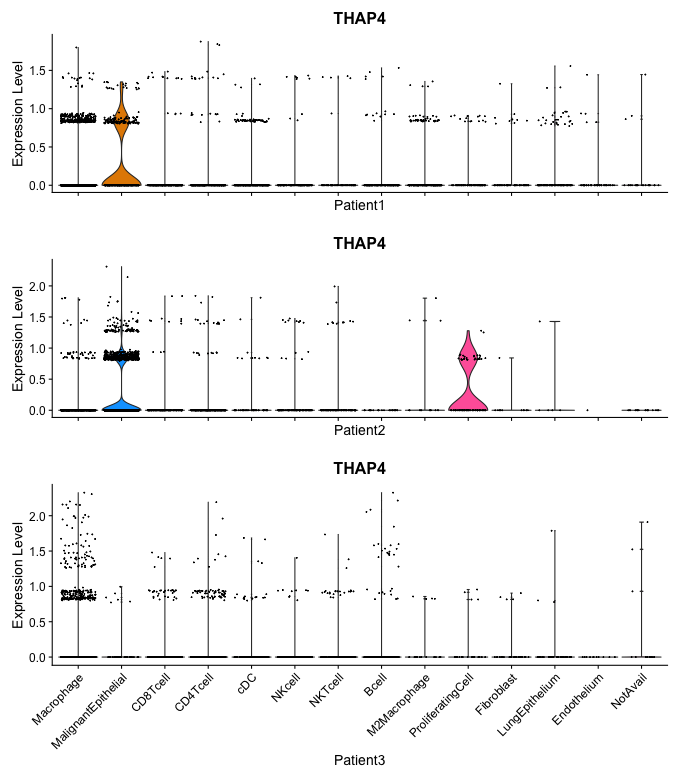 THAP4
Expression Level
1.5
1.0
0.5
0.0
Patient1
THAP4
Expression Level
2.0
1.5
1.0
0.5
0.0
Patient2
THAP4
Expression Level
2.0
1.5
1.0
0.5
0.0
Macrophage
MalignantEpithelial
CD8Tcell
CD4Tcell
cDC
NKcell
NKTcell
Bcell
M2Macrophage
ProliferatingCell
Fibroblast
LungEpithelium
Endothelium
NotAvail
Patient3